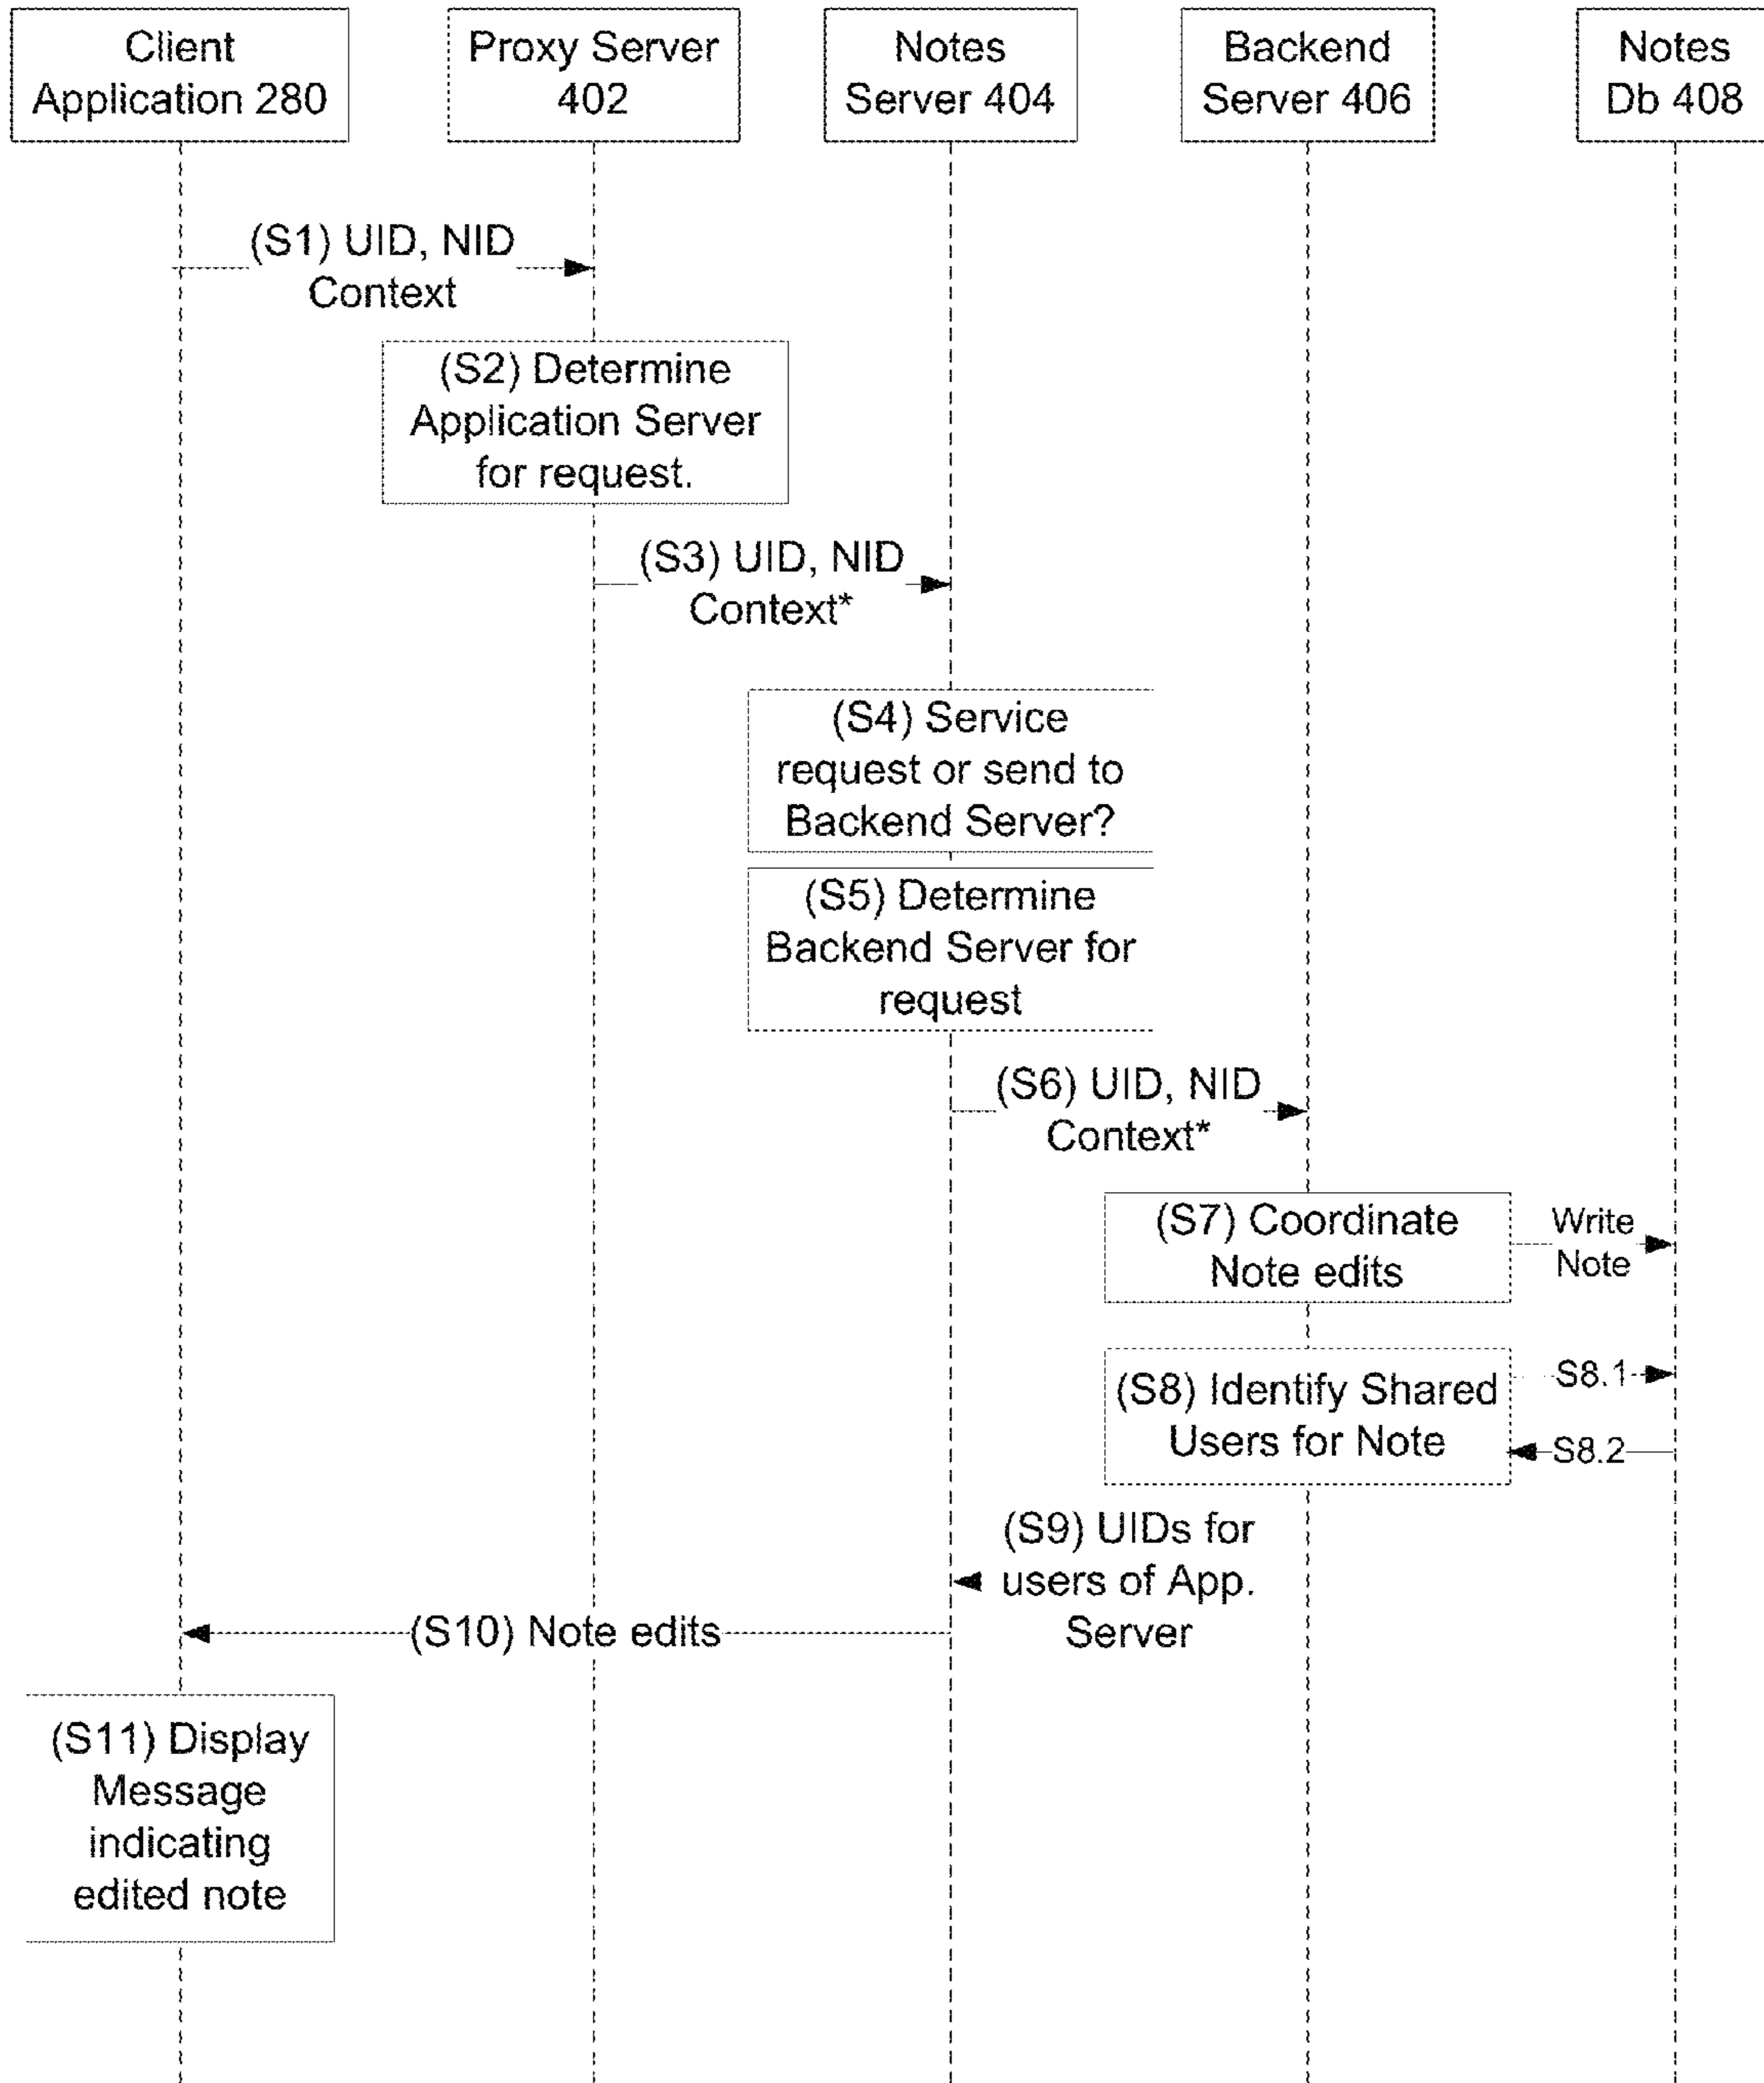 Client
Application 280
Proxy Server
402
Notes
Server 404
Backend
Server 406
Notes
Db 408
(S1) UID, NID
Context
(S2) Determine
Application Server
for request.
(S3) UID, NID
Context*
(S4) Service
request or send to
Backend Server?
(S5) Determine
Backend Server for
request
(S6) UID, NID
Context*
(S7) Coordinate
Note edits
Write
Note
(S8) Identify Shared
Users for Note
S8.1
S8.2
(S9) UIDs for
users of App.
Server
(S10) Note edits
(S11) Display
Message
indicating
edited note